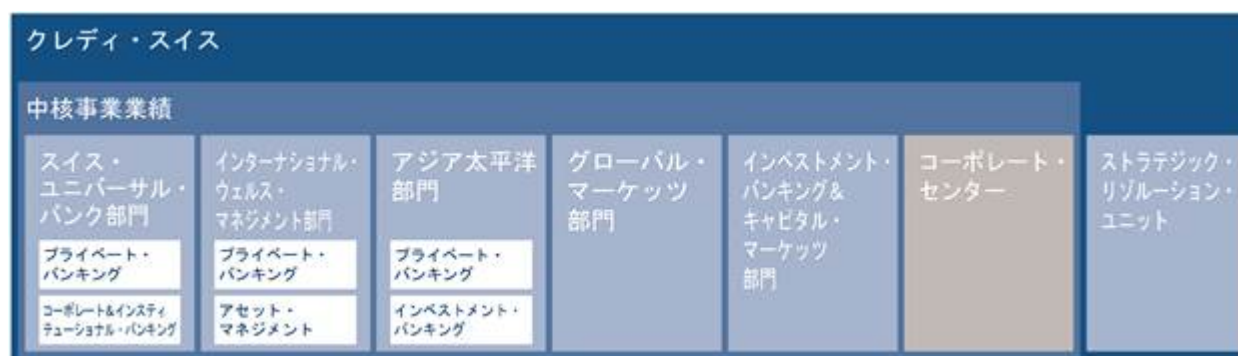 クレディ・スイス
中核事業業績
スイス・
ユニバーサル・
バンク部門
プライベート・
バンキング
コーポレート&インスティ
テューショナル・バンキング
インターナショナル・
ウェルス・
マネジメント部門
プライベート・
バンキング
アセット・
マネジメント
アジア太平洋
部門
プライベート・
バンキング
インベストメント・
バンキング
グローバル・
マーケッツ
部門
インベストメント・
バンキング&
キャピタル・
マーケッツ
部門
コーポレート・
センター
ストラテジック・
リゾルーション・
ユニット